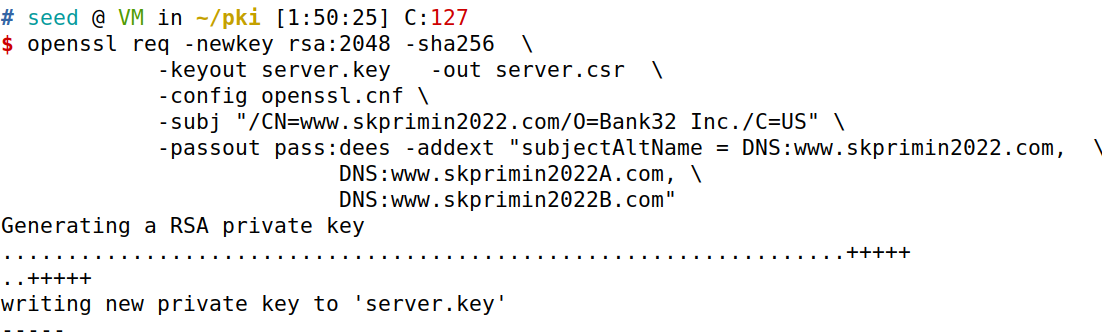 # seed @ VM in ~/pki [1:50:25] C:127
$ openssl req -newkey rsa:2048 -sha256  \
            -keyout server.key   -out server.csr  \
            -config openssl.cnf \
            -subj "/CN=www.skprimin2022.com/O=Bank32 Inc./C=US" \
            -passout pass:dees -addext "subjectAltName = DNS:www.skprimin2022.com,  \
                          DNS:www.skprimin2022A.com, \
                          DNS:www.skprimin2022B.com"
Generating a RSA private key
.................................................................+++++
..+++++
writing new private key to 'server.key'
-----